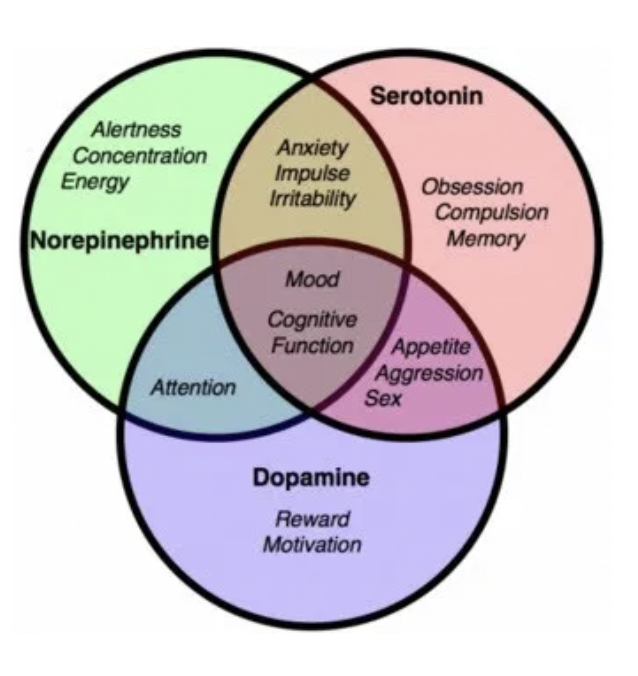 Serotonin
Alertness
Concentration
Energy
Norepinephrine
Anxiety
Impulse
Irritability
Obsession
Compulsion
Memory
Mood
Cognitive
Function
Attention
Appetite
Aggression
Sex
Dopamine
Reward
Motivation